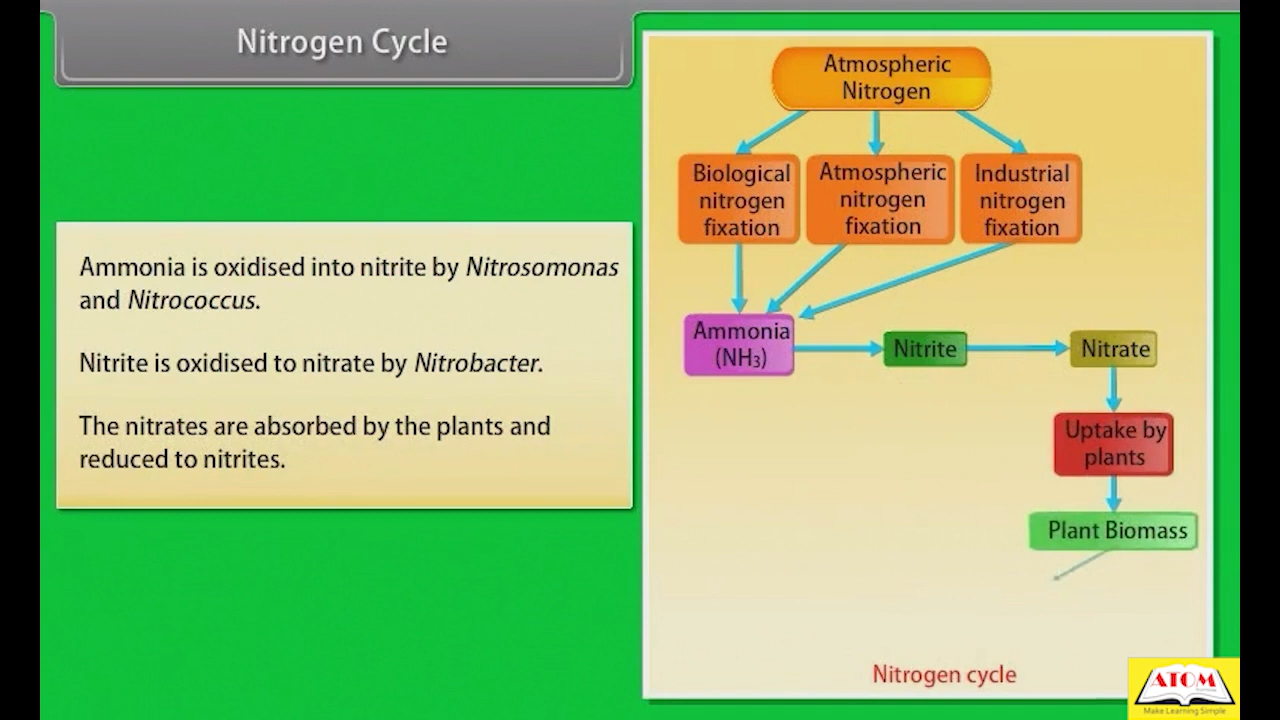 Nitrogen Cycle
Ammonia is oxidised into nitrite by Nitrosomonas
and Nitrococcus.
Nitrite is oxidised to nitrate by Nitrobacter.
The nitrates are absorbed by the plants and
reduced to nitrites.
Atmospheric
Nitrogen
Biological
nitrogen
fixation
Atmospheric
nitrogen
fixation
Industrial
nitrogen
fixation
Ammonia
(NH₃)
Nitrite
Nitrate
Uptake by
plants
Plant Biomass
Nitrogen cycle
ATOM
Make Learning Simple